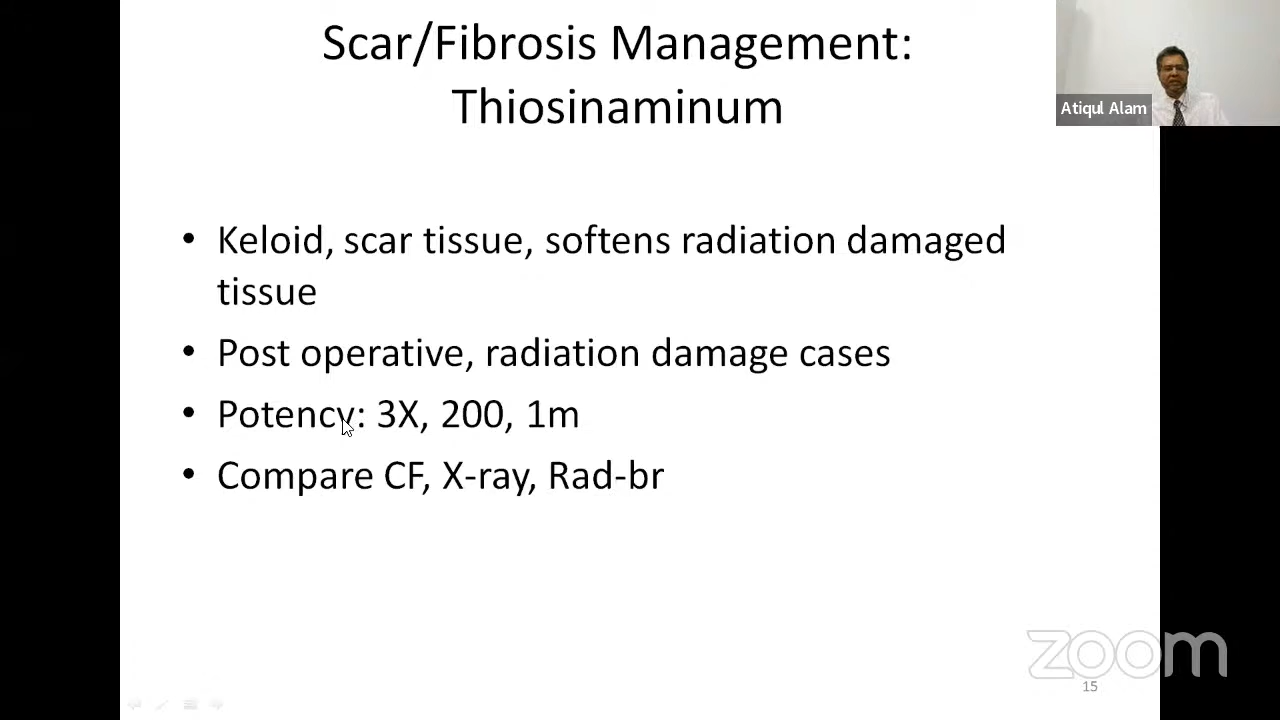 Scar/Fibrosis Management:
Thiosinaminum
Atiqul Alam
• Keloid, scar tissue, softens radiation damaged
tissue
• Post operative, radiation damage cases
• Potency: 3X, 200, 1m
• Compare CF, X-ray, Rad-br
zoom
15